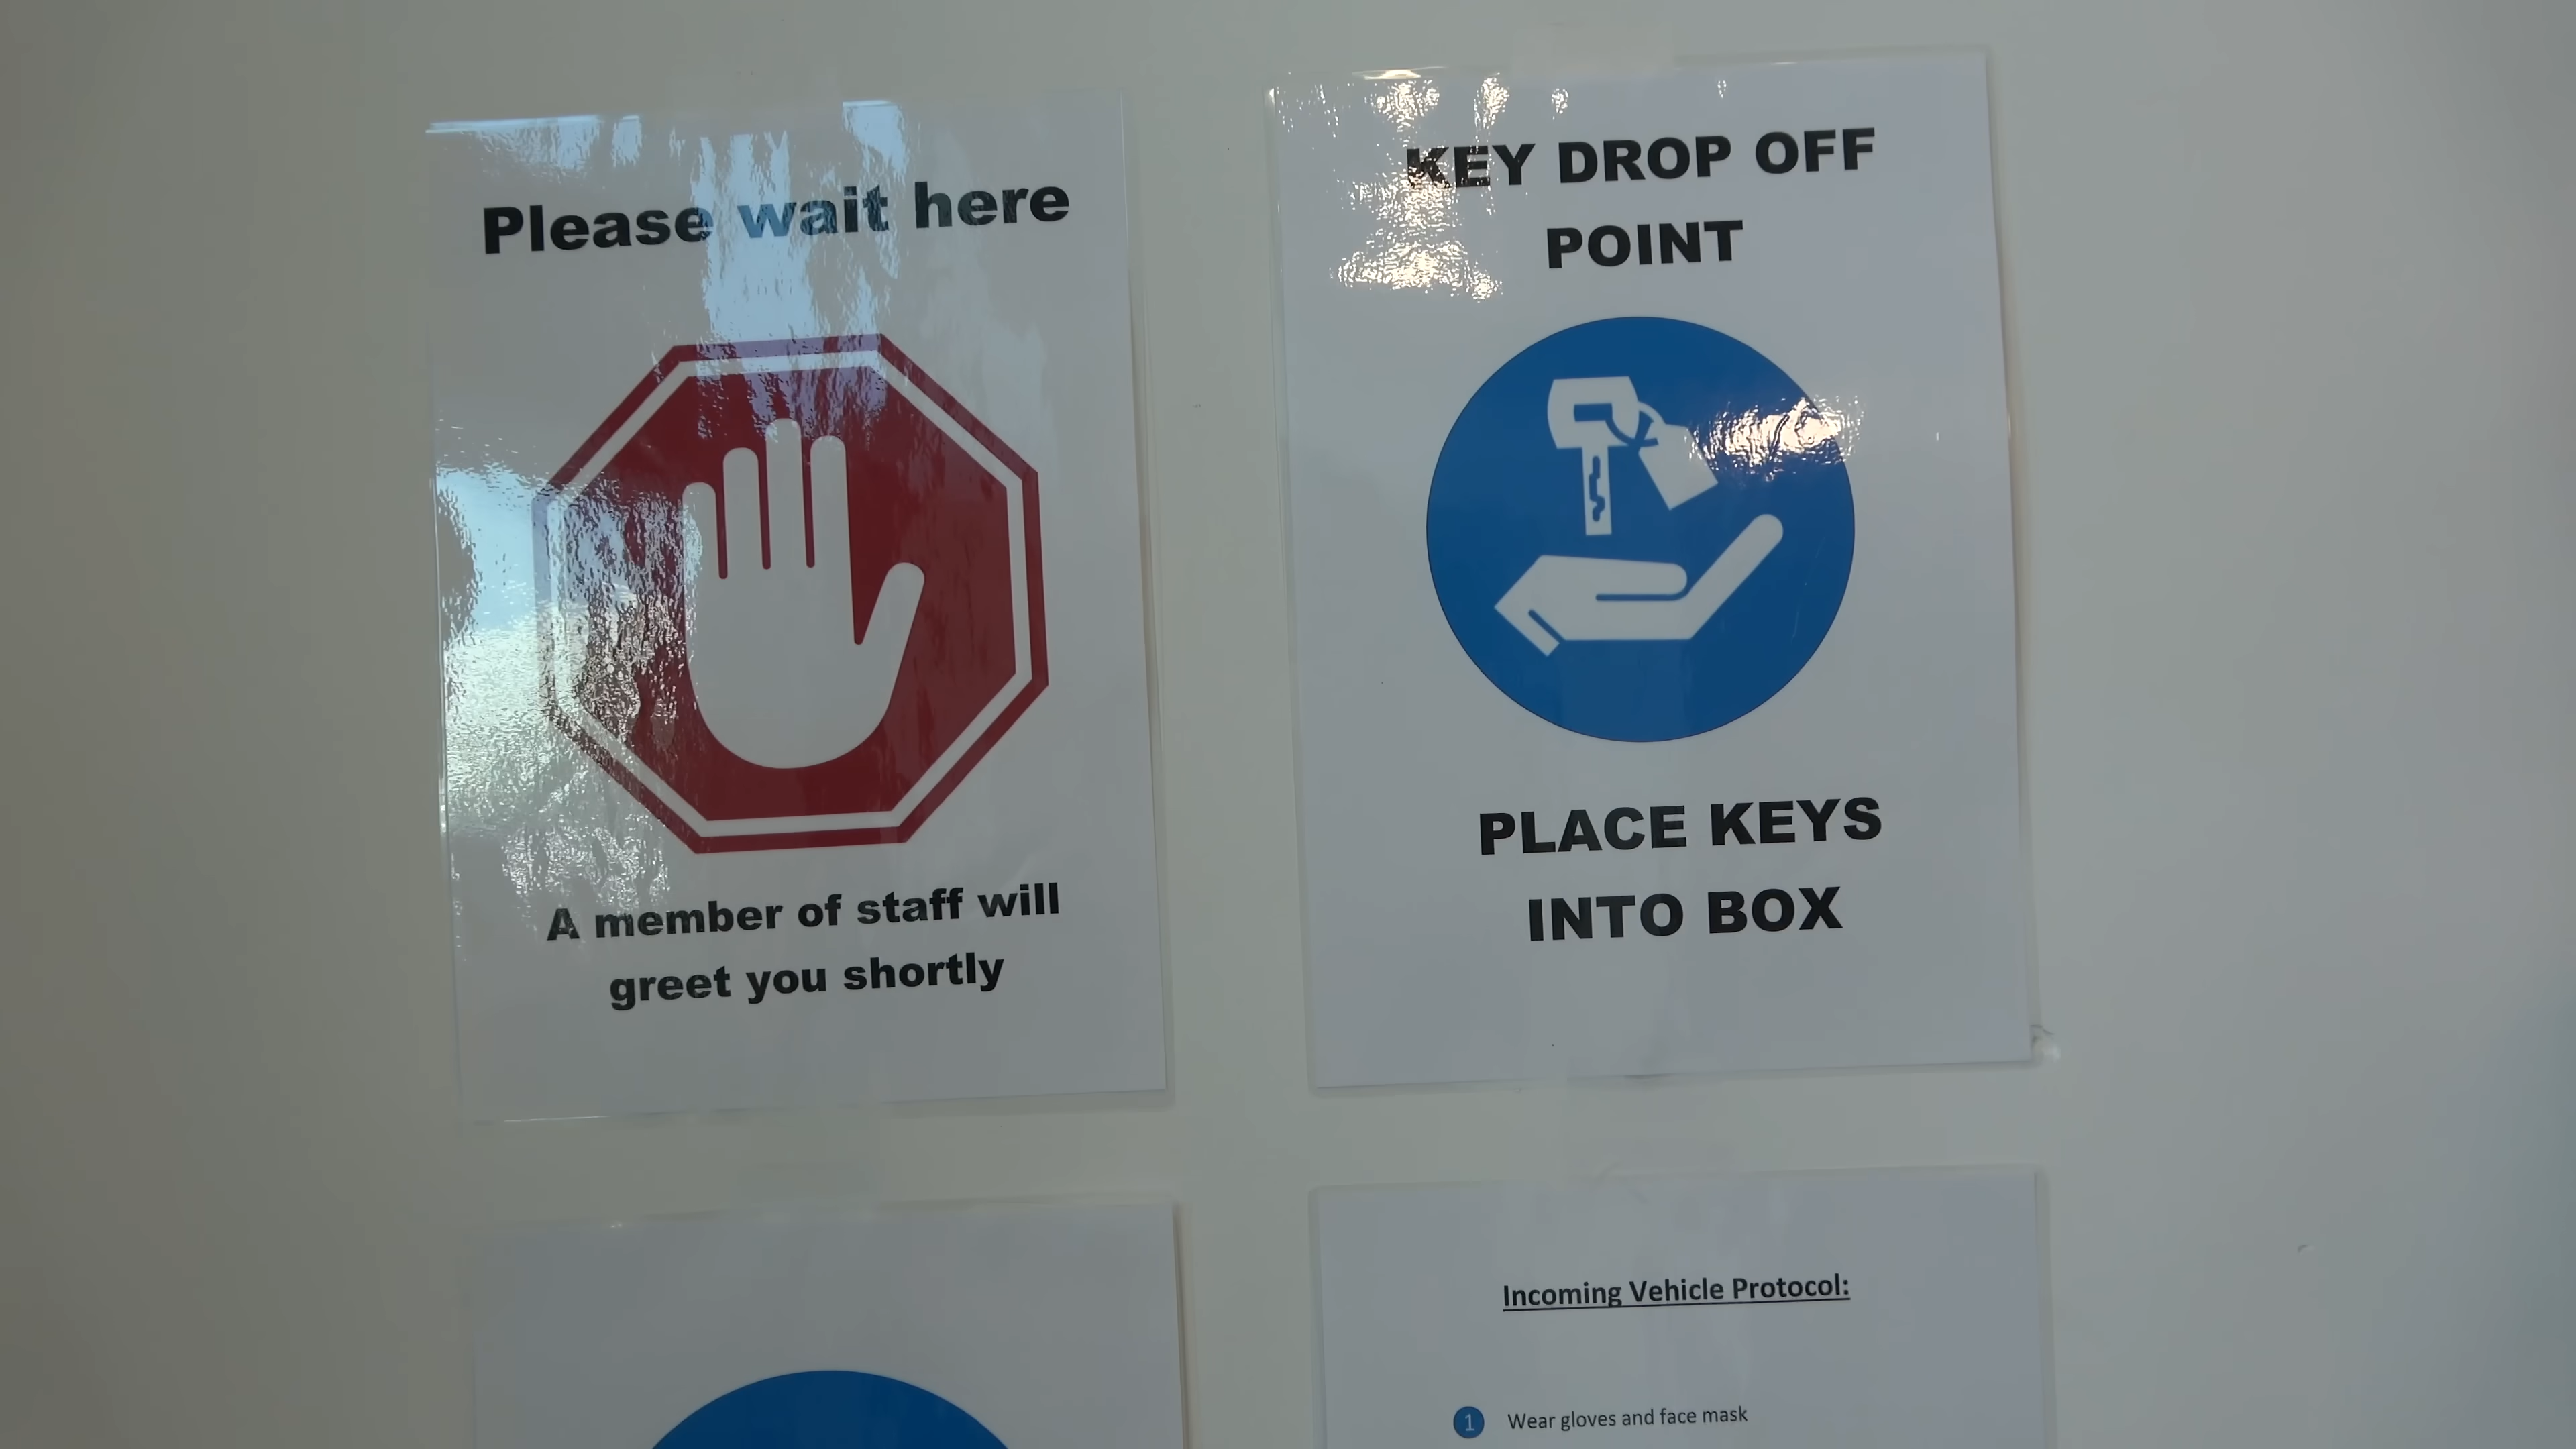 Please wait here
A member of staff will
greet you shortly
KEY DROP OFF
POINT
PLACE KEYS
INTO BOX
Incoming Vehicle Protocol:
1 Wear gloves and face mask